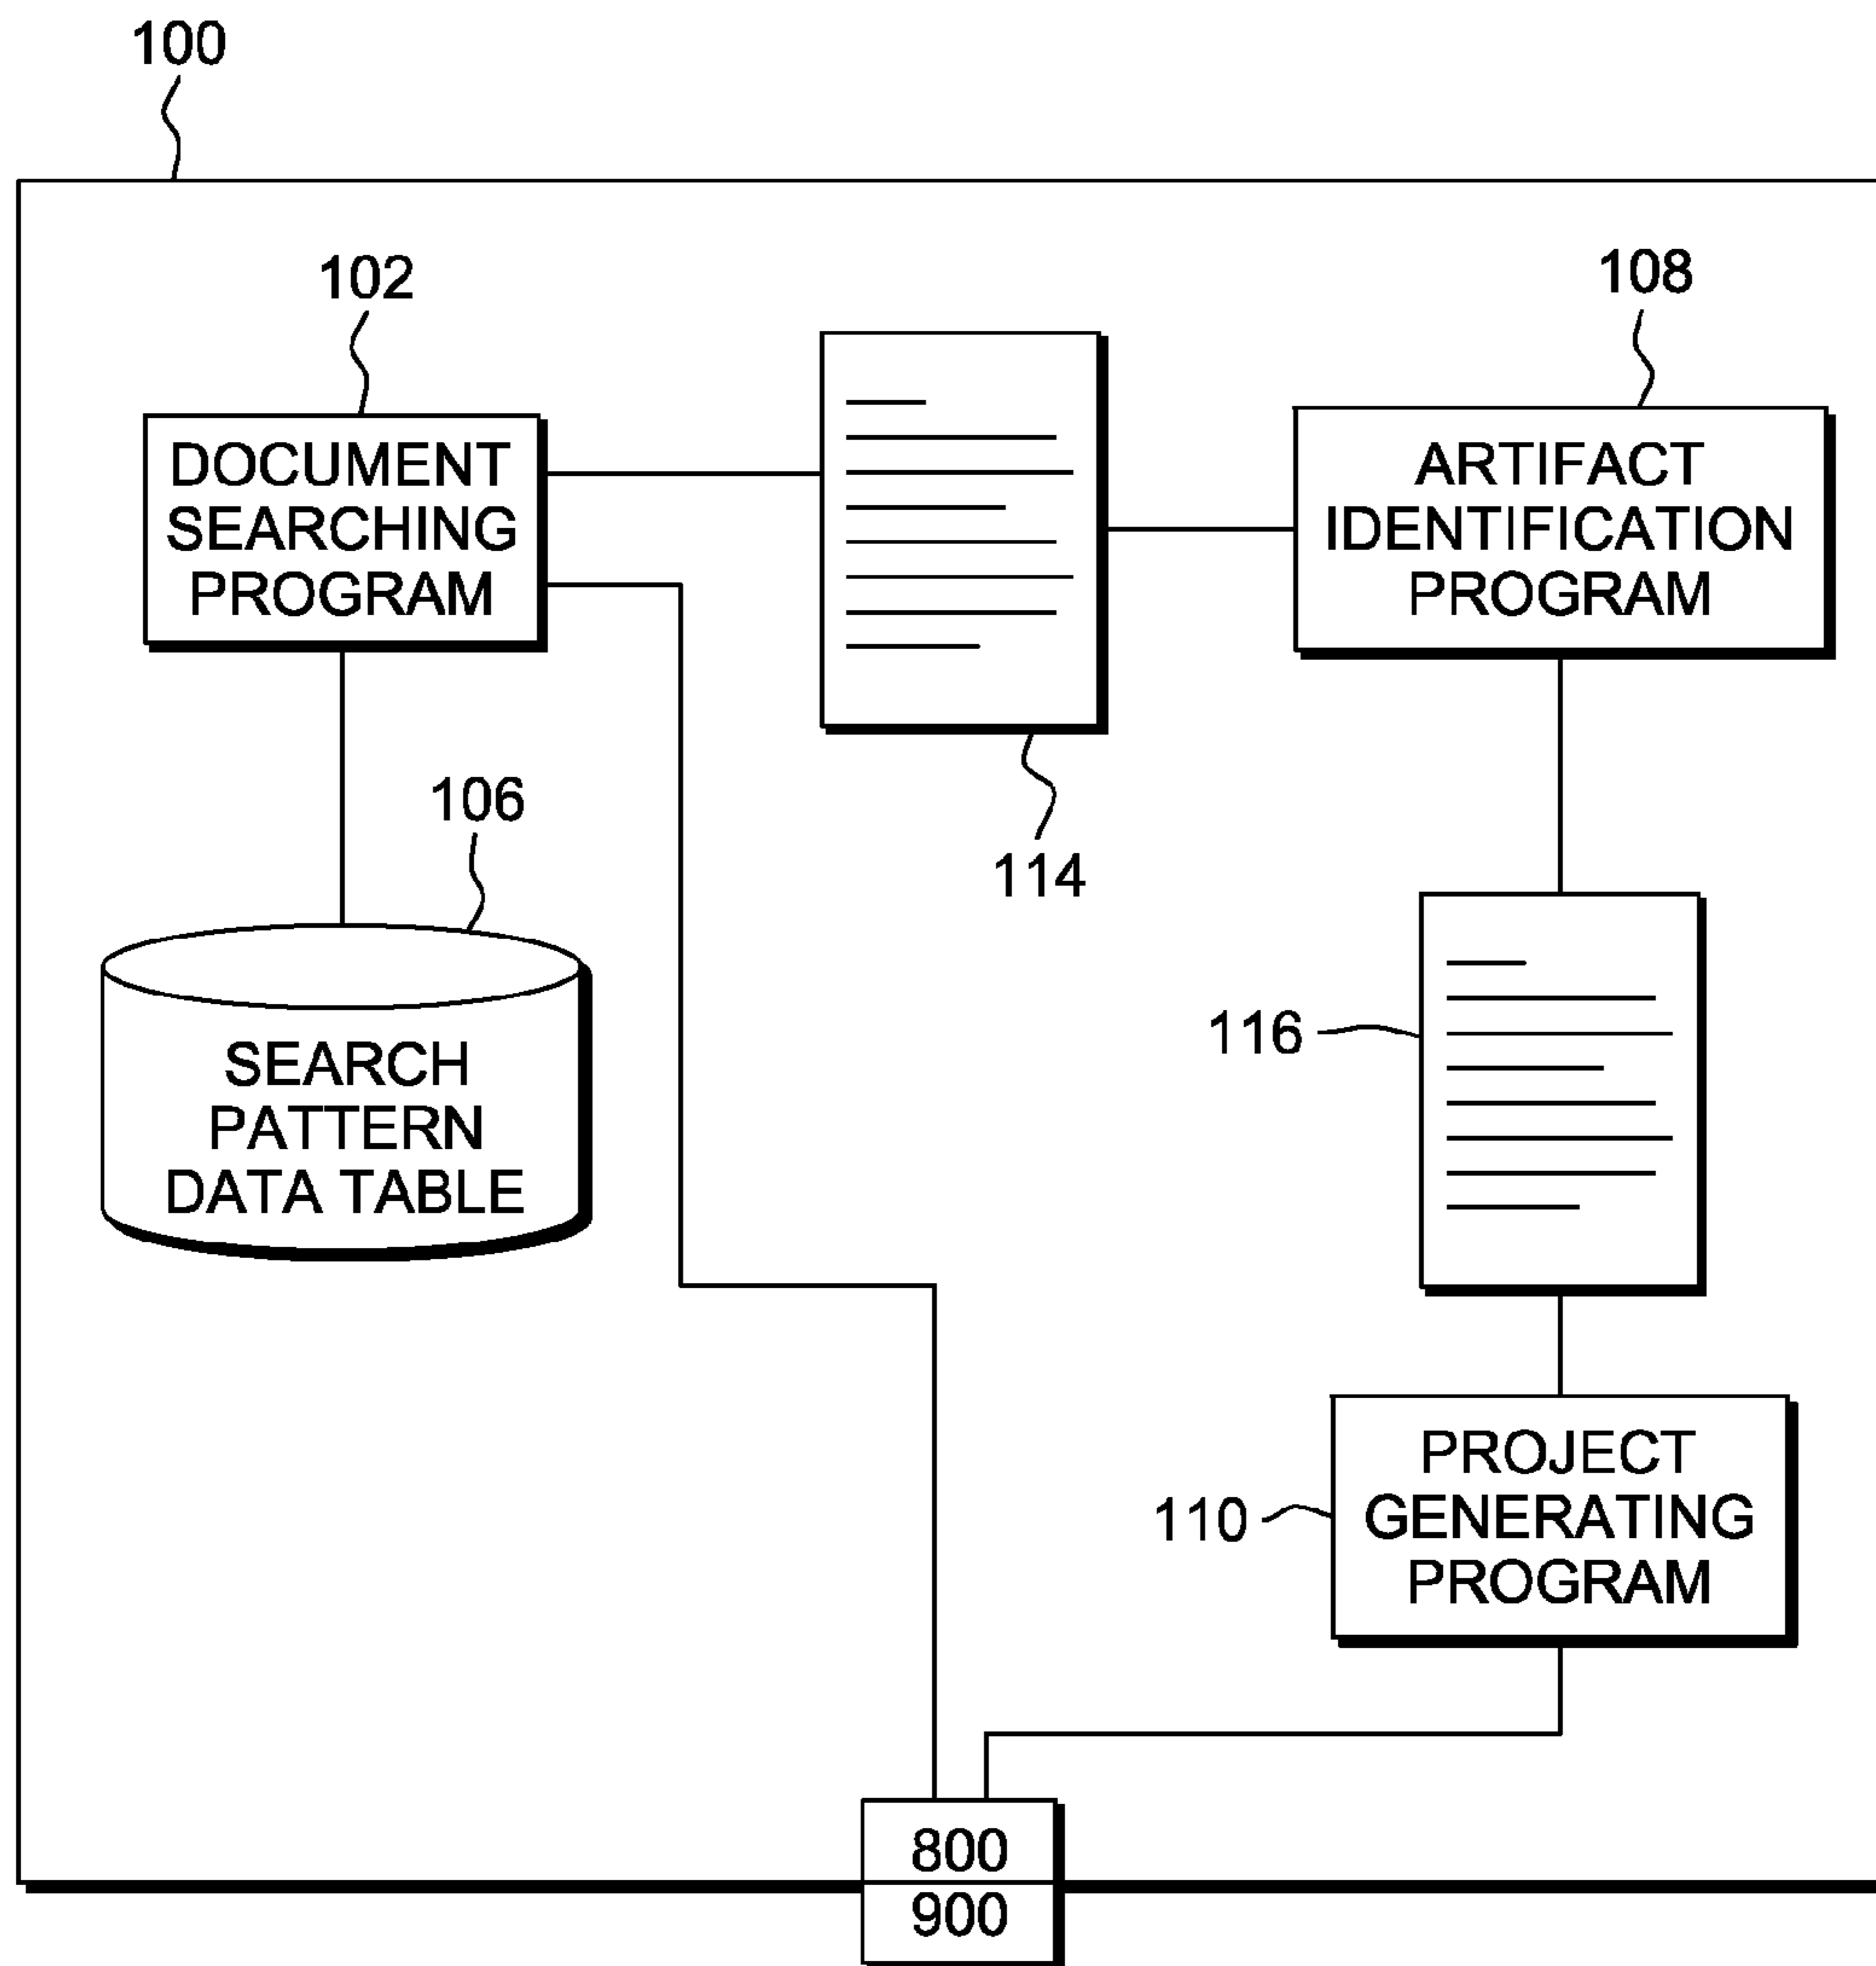 100
102
DOCUMENT
SEARCHING
PROGRAM
108
ARTIFACT
IDENTIFICATION
PROGRAM
114
106
SEARCH
PATTERN
DATA TABLE
116
110
PROJECT
GENERATING
PROGRAM
800
900